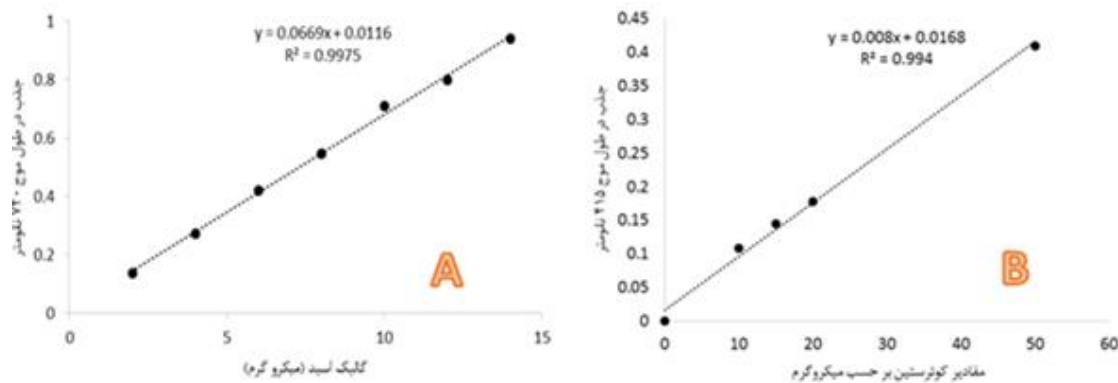 y = 0.0669x + 0.0116
R² = 0.9975
1
0.8
0.6
0.4
0.2
0
0
5
10
15
جذب در طول موج ۷۲۰ نانومتر
گالیک اسید (میکرو گرم)
A
y = 0.008x + 0.0168
R² = 0.994
0.45
0.4
0.35
0.3
0.25
0.2
0.15
0.1
0.05
0
0
10
20
30
40
50
60
جذب در طول موج ۴۱۵ نانومتر
مقادیر کوئرستین بر حسب میکروگرم
B